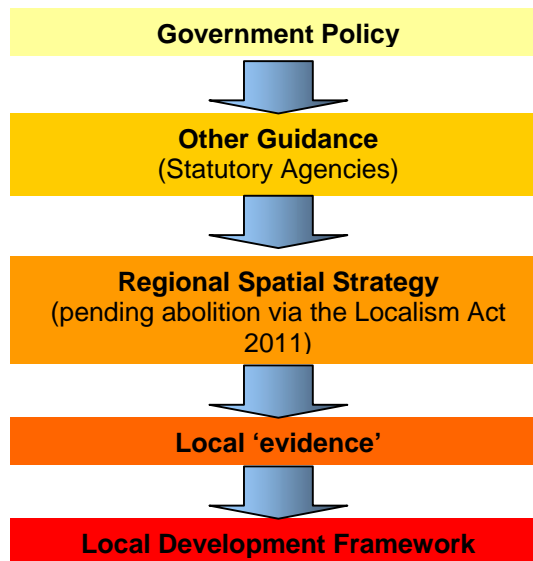 Government Policy
Other Guidance
(Statutory Agencies)
Regional Spatial Strategy
(pending abolition via the Localism Act
2011)
Local ‘evidence’
Local Development Framework